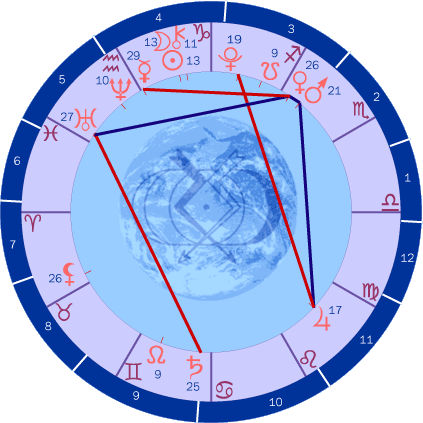 4
3
♒ 13 ☽ ⚷ 11 ♑ 19 9 ♐
29 ☿ ☉ 13 ♇ ☋ 26
5 ♒ 10 ♆ ♀ ♂ 21 2
27 ♅ ♏
♓
6 1
♈ ♎
7 12
26 ⚸
♉ ♍
8 ♃ 17
☊ ♄ ♌
♊ 9 25 ♋
9 10